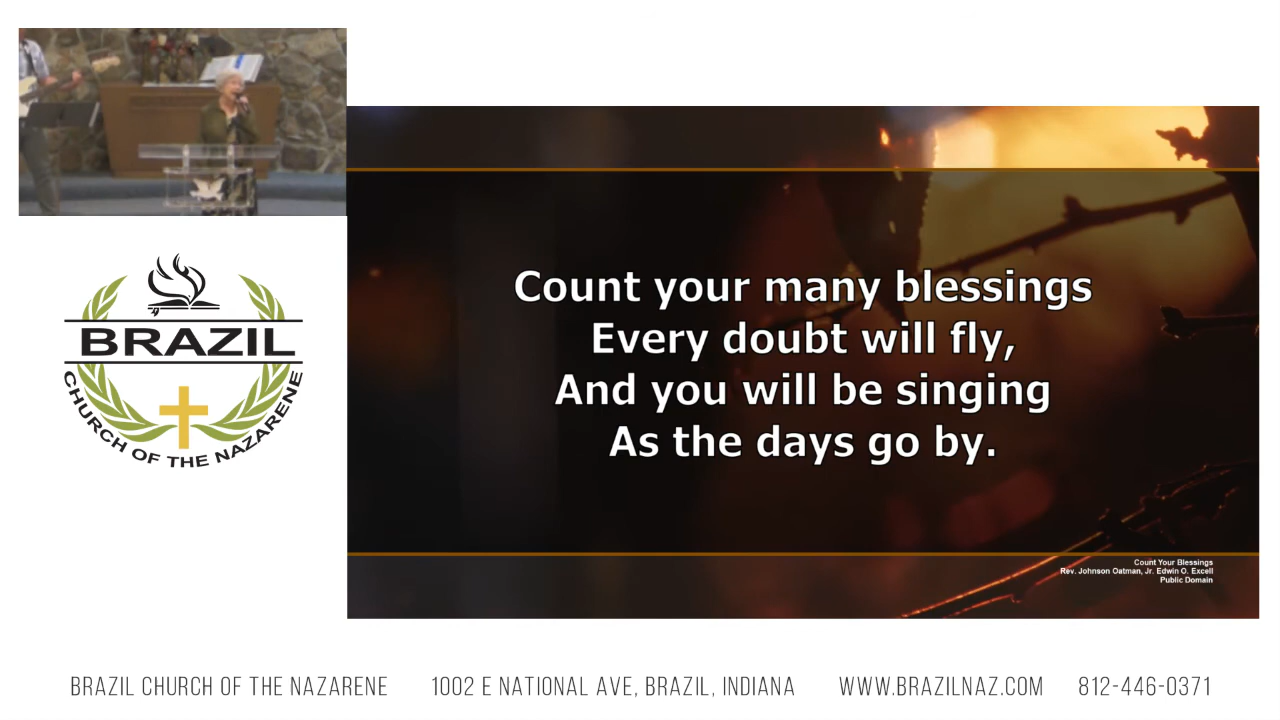 BRAZIL
CHURCH OF THE NAZARENE
Count your many blessings
Every doubt will fly,
And you will be singing
As the days go by.
Count Your Blessings
Rev. Johnson Oatman, Jr. Edwin O. Excell
Public Domain
BRAZIL CHURCH OF THE NAZARENE 1002 E NATIONAL AVE, BRAZIL, INDIANA WWW.BRAZILNAZ.COM 812-446-0371